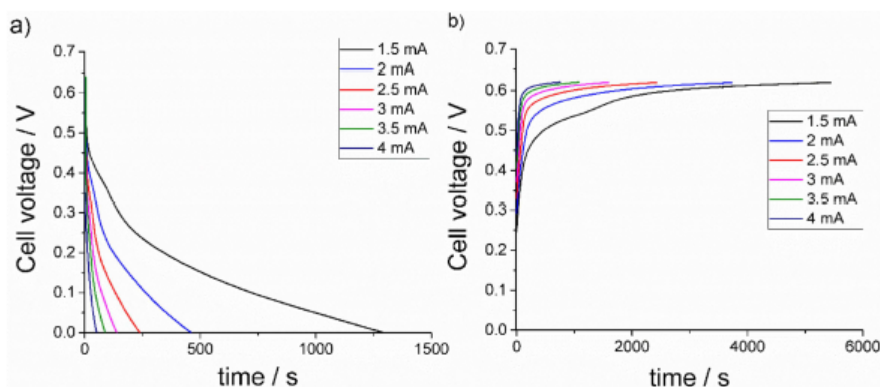 a)
0.7
0.6
0.5
0.4
0.3
0.2
0.1
0.0
Cell voltage / V
0
500
1000
1500
time / s
1.5 mA
2 mA
2.5 mA
3 mA
3.5 mA
4 mA
b)
0.7
0.6
0.5
0.4
0.3
0.2
0.1
0.0
Cell voltage / V
0
2000
4000
6000
time / s
1.5 mA
2 mA
2.5 mA
3 mA
3.5 mA
4 mA